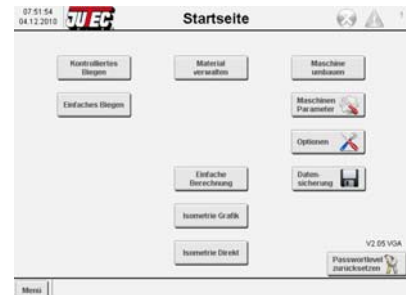 07:51:54
04.12.2010
JUTEC
Startseite
Kontrolliertes
Biegen
Material
verwalten
Maschine
umbauen
Einfaches Biegen
Maschinen
Parameter
Optionen
Einfache
Berechnung
Daten-
sicherung
Isometrie Grafik
Isometrie Direkt
V2.05 VGA
Passwortlevel
zurücksetzen
Menü